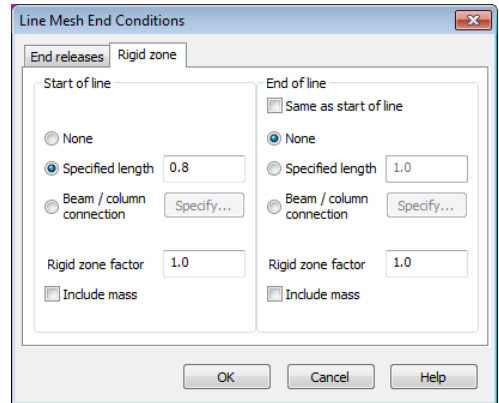 Line Mesh End Conditions
End releases
Rigid zone
Start of line
None
Specified length 0.8
Beam / column
connection
Specify...
Rigid zone factor 1.0
Include mass
End of line
Same as start of line
None
Specified length 1.0
Beam / column
connection
Specify...
Rigid zone factor 1.0
Include mass
OK
Cancel
Help